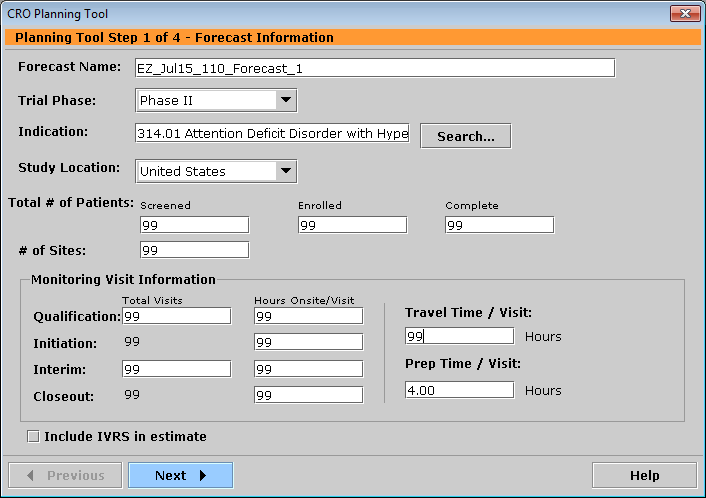 CRO Planning Tool
Planning Tool Step 1 of 4 - Forecast Information
Forecast Name: EZ_Jul15_110_Forecast_1
Trial Phase: Phase II
Indication: 314.01 Attention Deficit Disorder with Hype Search...
Study Location: United States
Total # of Patients: Screened Enrolled Complete
99 99 99
# of Sites: 99
Monitoring Visit Information
Total Visits Hours Onsite/Visit
Qualification: 99 99
Initiation: 99 99
Interim: 99 99
Closeout: 99 99
Travel Time / Visit:
99 Hours
Prep Time / Visit:
4.00 Hours
Include IVRS in estimate
Previous Next Help